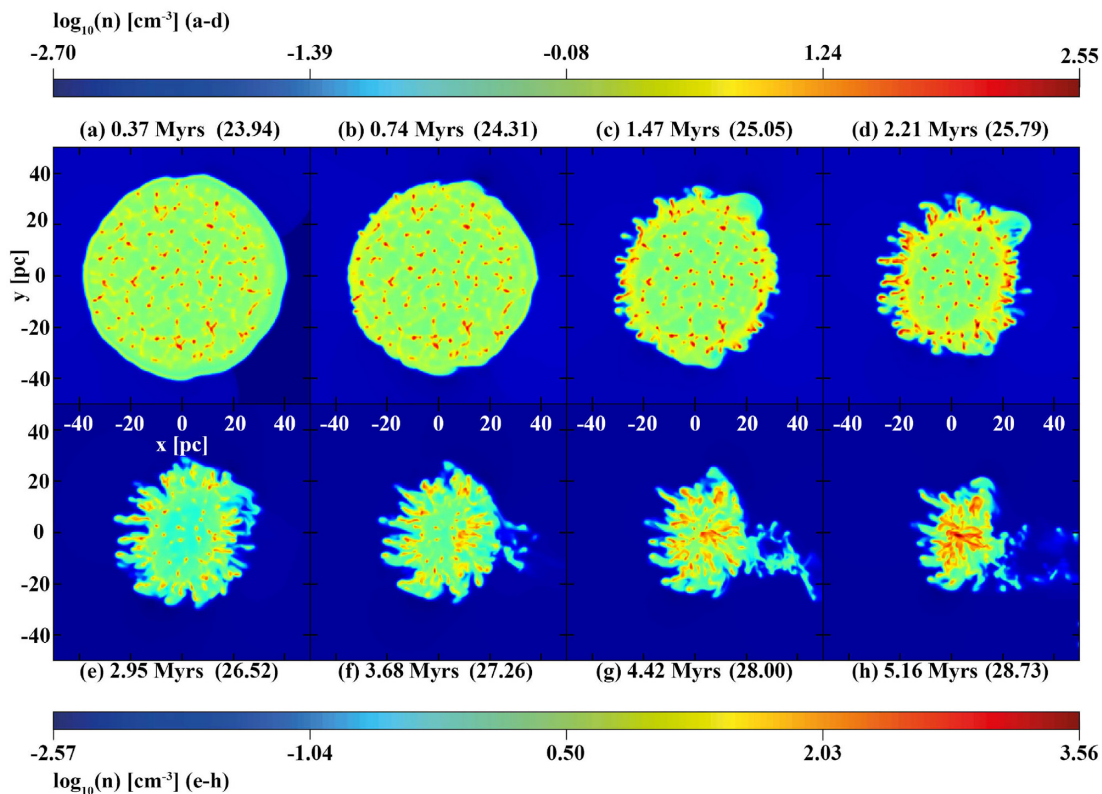 log₁₀(n) [cm⁻³] (a-d)
-2.70 -1.39 -0.08 1.24 2.55
(a) 0.37 Myrs (23.94) (b) 0.74 Myrs (24.31) (c) 1.47 Myrs (25.05) (d) 2.21 Myrs (25.79)
40
20
0
-20
-40
y [pc]
-40 -20 0 20 40 -40 -20 0 20 40 -40 -20 0 20 40 -40 -20 0 20 40
x [pc]
40
20
0
-20
-40
(e) 2.95 Myrs (26.52) (f) 3.68 Myrs (27.26) (g) 4.42 Myrs (28.00) (h) 5.16 Myrs (28.73)
-2.57 -1.04 0.50 2.03 3.56
log₁₀(n) [cm⁻³] (e-h)